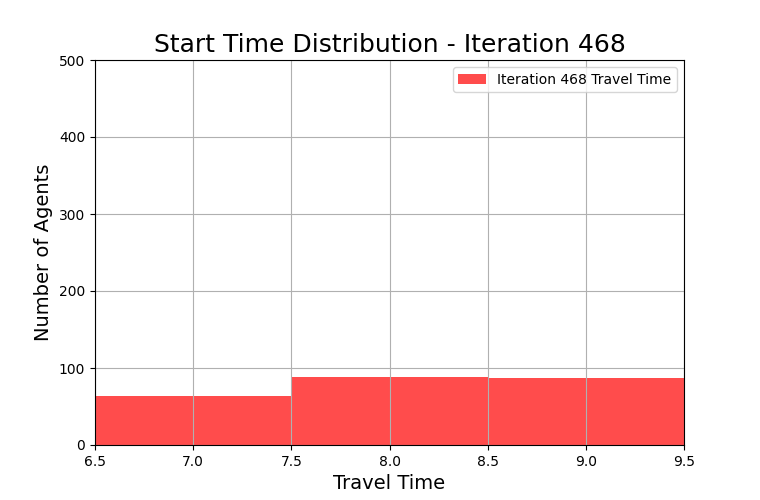 Start Time Distribution - Iteration 468
Iteration 468 Travel Time
500
400
300
200
100
0
Number of Agents
6.5 7.0 7.5 8.0 8.5 9.0 9.5
Travel Time